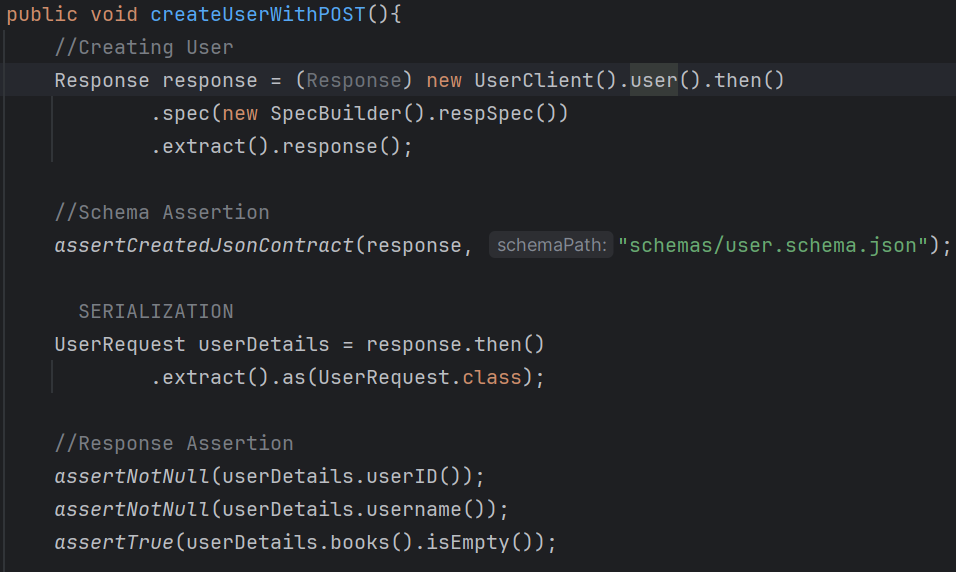 public void createUserWithPOST(){
    //Creating User
    Response response = (Response) new UserClient().user().then()
            .spec(new SpecBuilder().respSpec())
            .extract().response();

    //Schema Assertion
    assertCreatedJsonContract(response, schemaPath: "schemas/user.schema.json");

      SERIALIZATION
    UserRequest userDetails = response.then()
            .extract().as(UserRequest.class);

    //Response Assertion
    assertNotNull(userDetails.userID());
    assertNotNull(userDetails.username());
    assertTrue(userDetails.books().isEmpty());